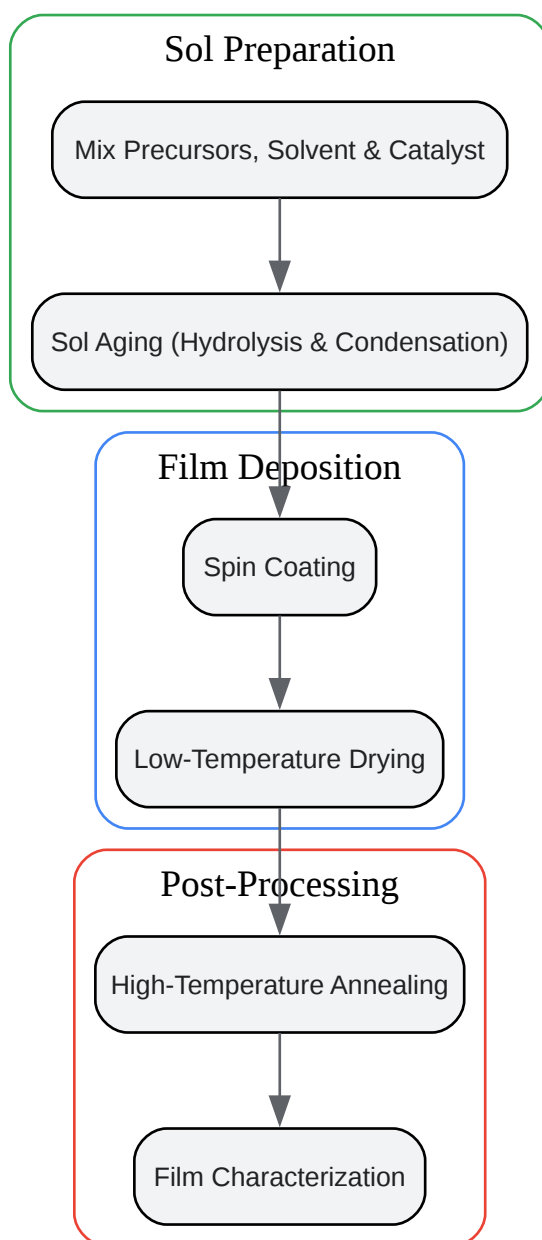 Sol Preparation
Mix Precursors, Solvent & Catalyst
Sol Aging (Hydrolysis & Condensation)
Film Deposition
Spin Coating
Low-Temperature Drying
Post-Processing
High-Temperature Annealing
Film Characterization